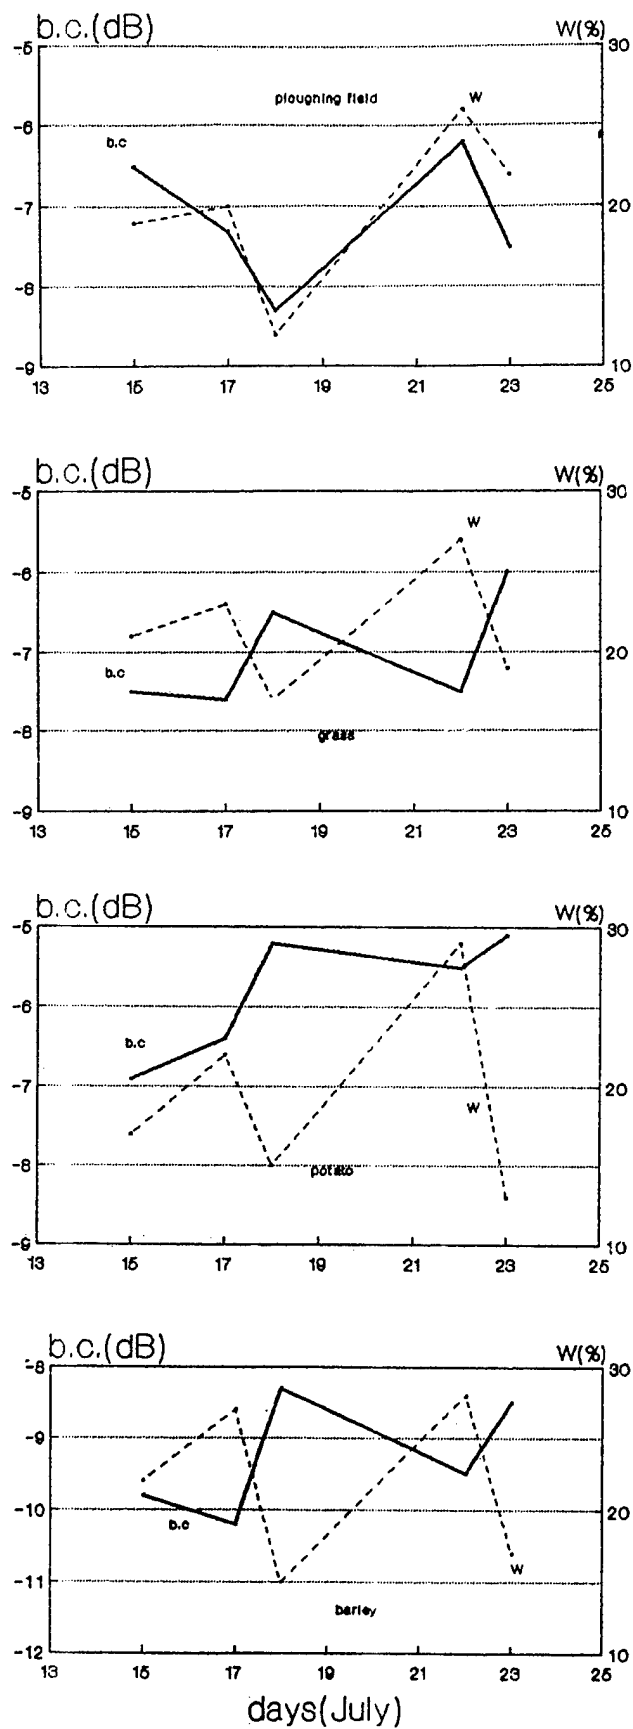 b.c.(dB) W(%)
-5 30
ploughing field W
-6
b.c
-7 20
-8
-9 10
13 15 17 19 21 23 25
b.c.(dB) W(%)
-5 30
W
-6
-7 20
b.c
-8
grass
-9 10
13 15 17 19 21 23 25
b.c.(dB) W(%)
-5 30
-6
b.c
-7 20
W
-8
potato
-9 10
13 15 17 19 21 23 25
b.c.(dB) W(%)
-8 30
-9
-10 20
b.c
W
-11
barley
-12 10
13 15 17 19 21 23 25
days(July)